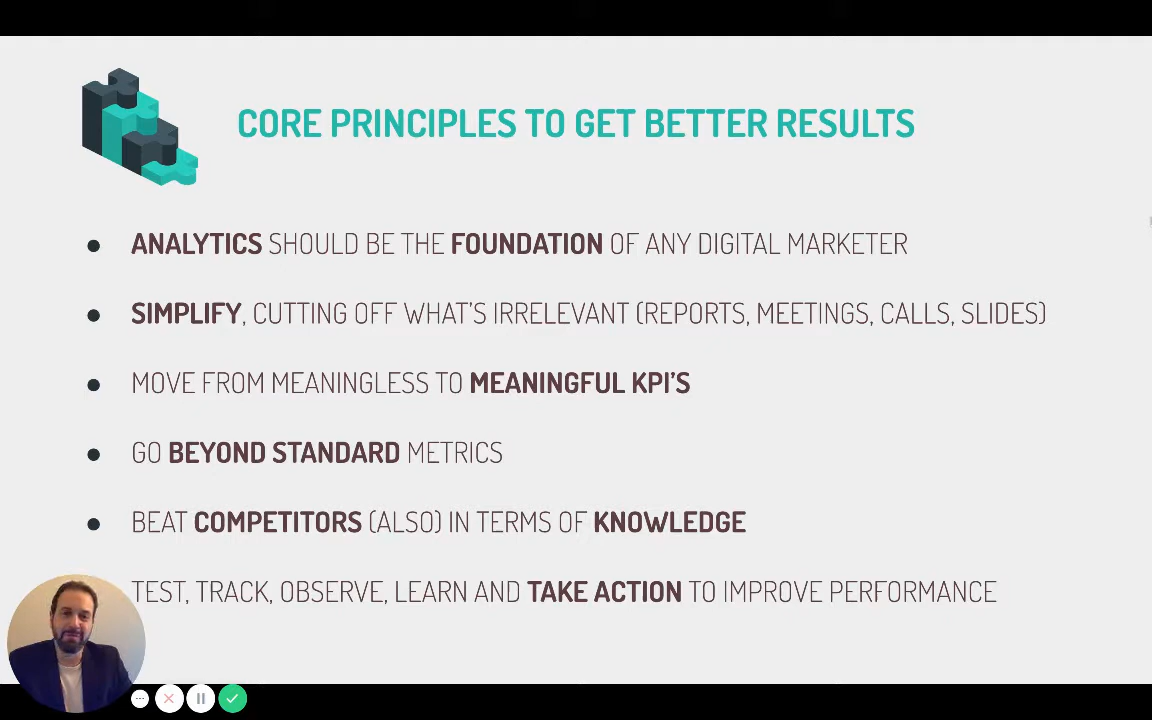 CORE PRINCIPLES TO GET BETTER RESULTS
ANALYTICS SHOULD BE THE FOUNDATION OF ANY DIGITAL MARKETER
SIMPLIFY, CUTTING OFF WHAT'S IRRELEVANT (REPORTS, MEETINGS, CALLS, SLIDES)
MOVE FROM MEANINGLESS TO MEANINGFUL KPI'S
GO BEYOND STANDARD METRICS
BEAT COMPETITORS (ALSO) IN TERMS OF KNOWLEDGE
TEST, TRACK, OBSERVE, LEARN AND TAKE ACTION TO IMPROVE PERFORMANCE